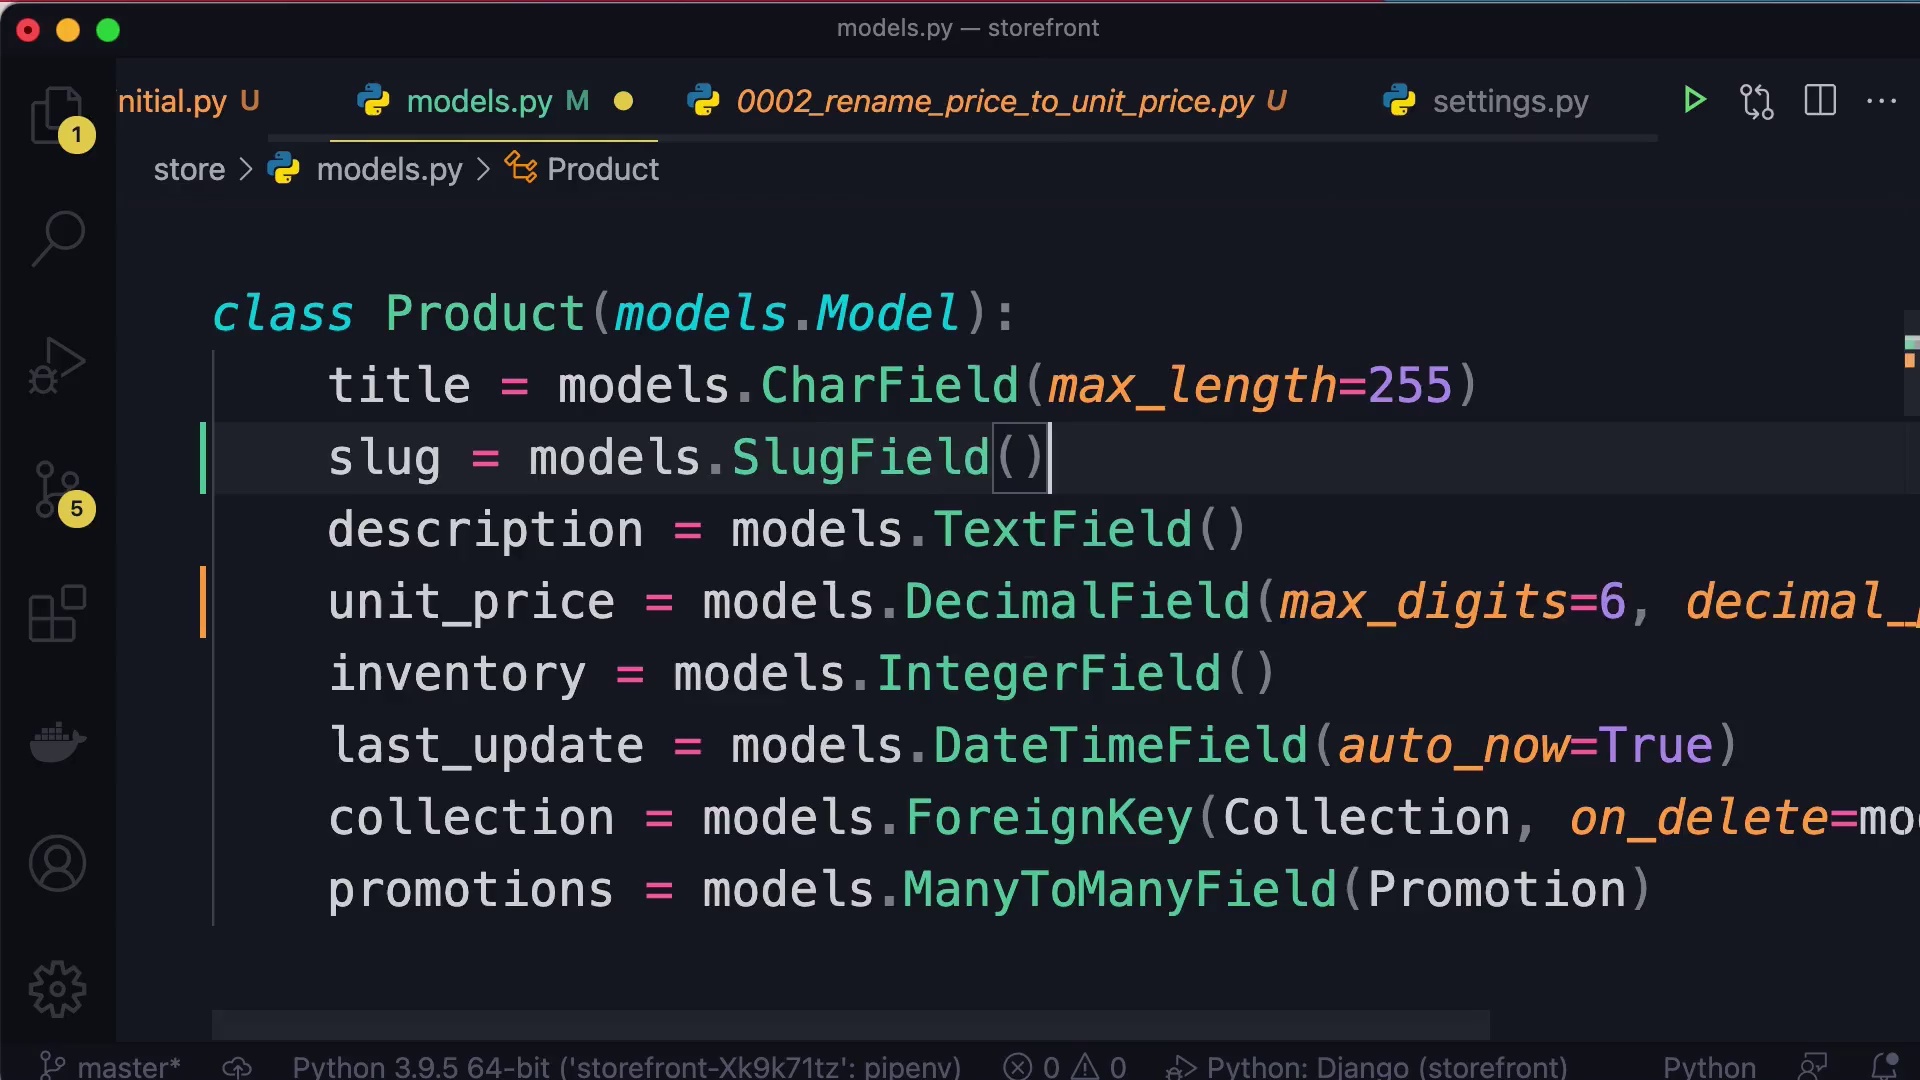 models.py — storefront
nitial.py U models.py M 0002_rename_price_to_unit_price.py U settings.py
1
store > models.py > Product
class Product(models.Model):
title = models.CharField(max_length=255)
slug = models.SlugField()
5
description = models.TextField()
unit_price = models.DecimalField(max_digits=6, decimal_
inventory = models.IntegerField()
last_update = models.DateTimeField(auto_now=True)
collection = models.ForeignKey(Collection, on_delete=mo
promotions = models.ManyToManyField(Promotion)
master* Python 3.9.5 64-bit ('storefront-Xk9k71tz': pipenv) 0 0 Python: Django (storefront) Python